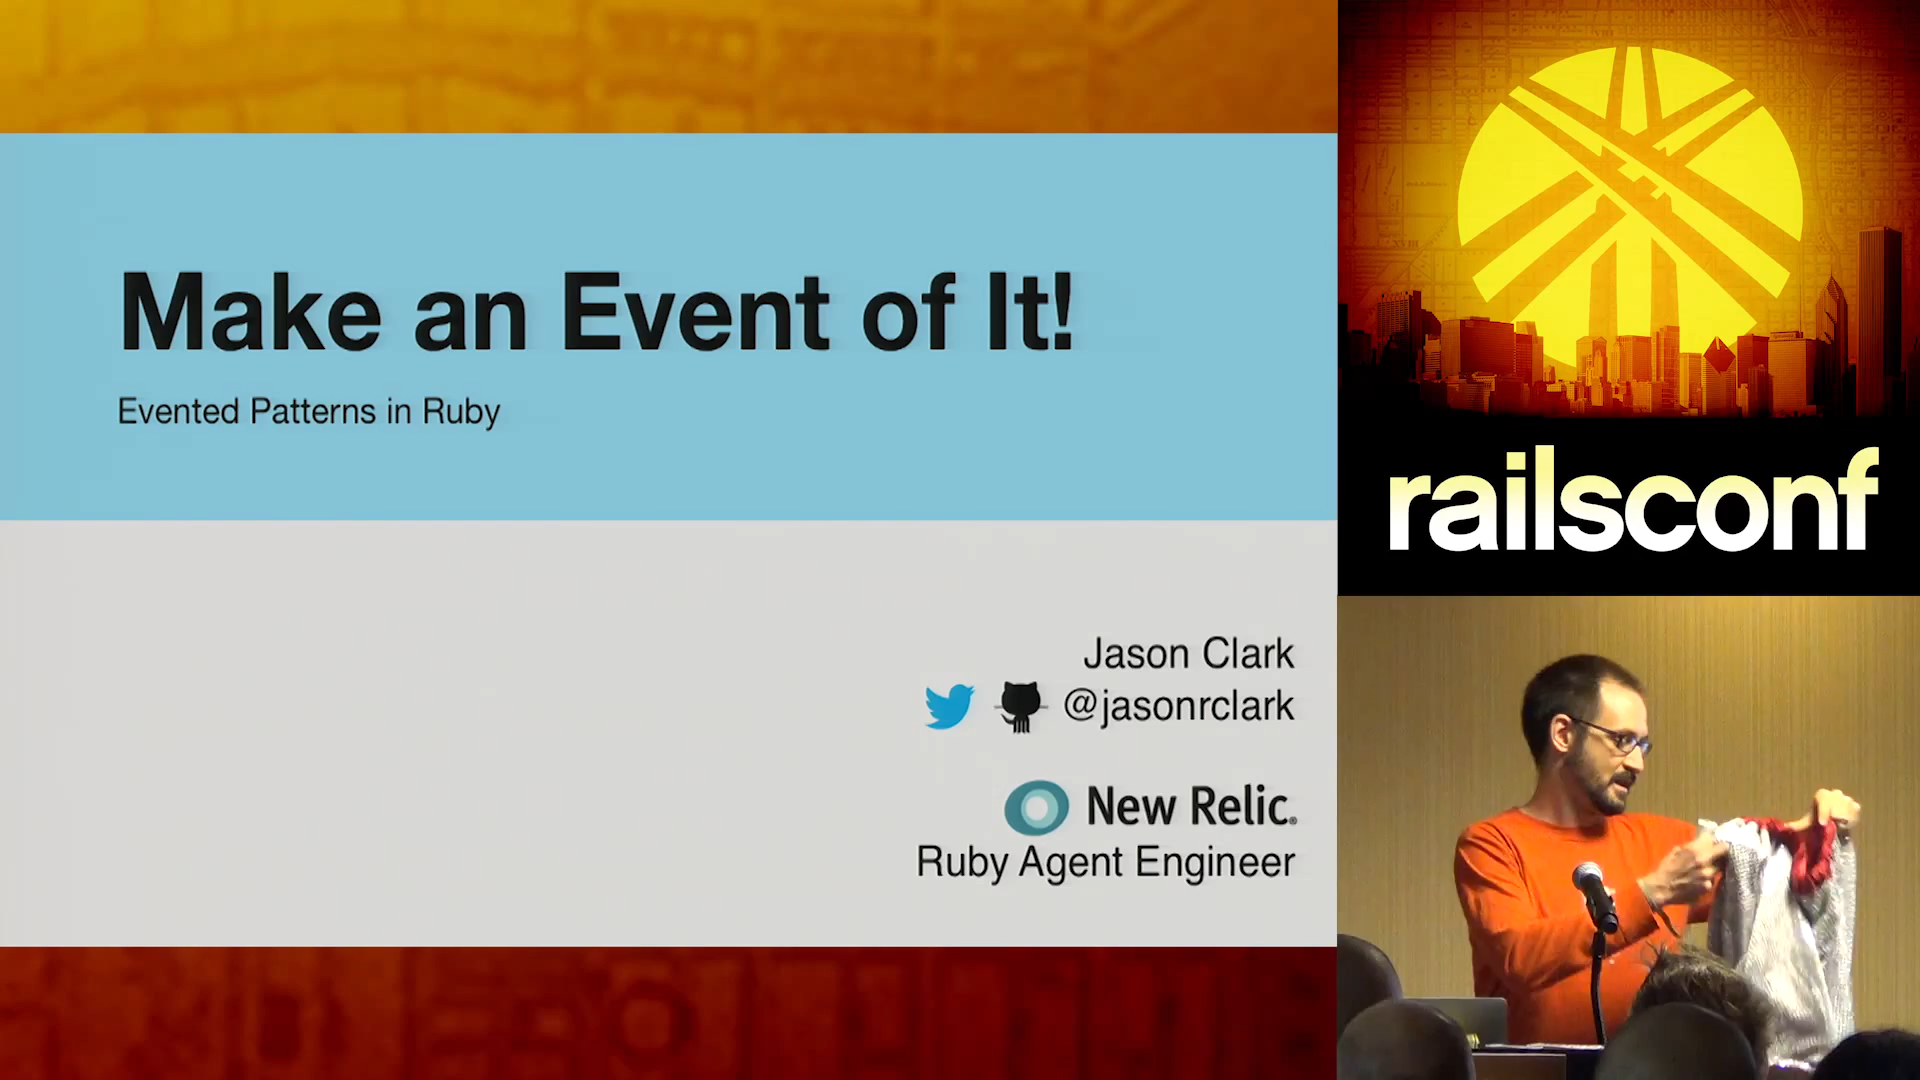 Make an Event of It!
Evented Patterns in Ruby
Jason Clark
@jasonrclark
New Relic®
Ruby Agent Engineer
railsconf